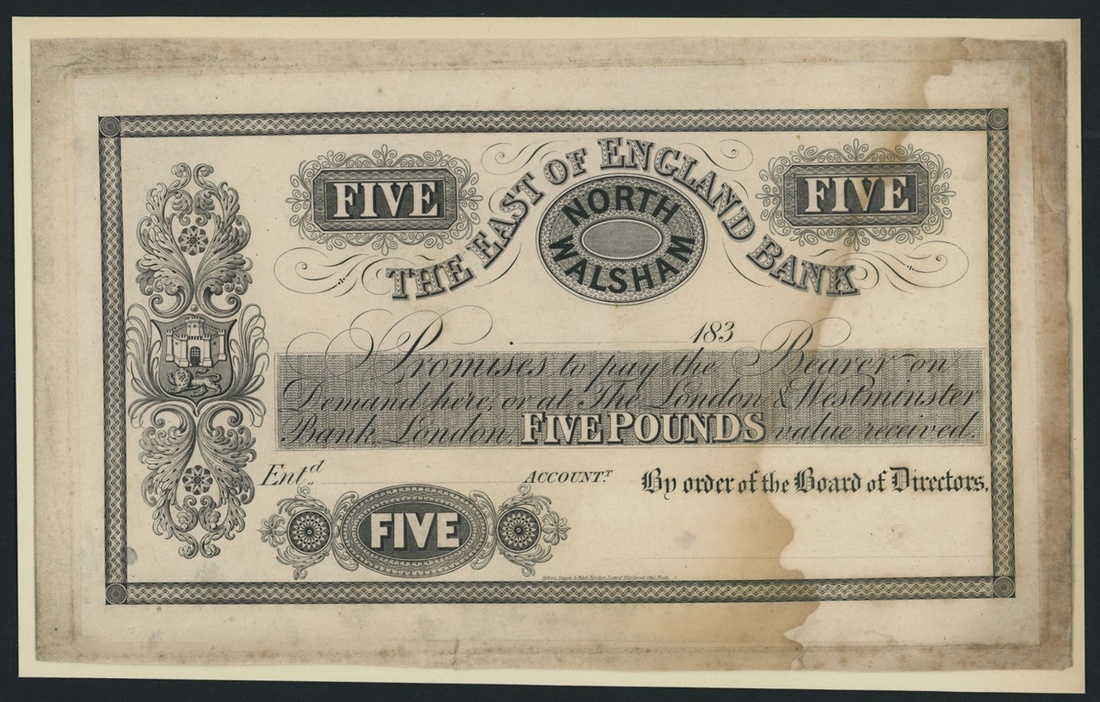 FIVE
THE EAST OF ENGLAND BANK
FIVE
NORTH
WALSHAM
183
Promises to pay the Bearer on
Demand here, or at The London & Westminster
Bank, London, FIVE POUNDS value received.
Entd
ACCOUNTT.
By order of the Board of Directors.
FIVE